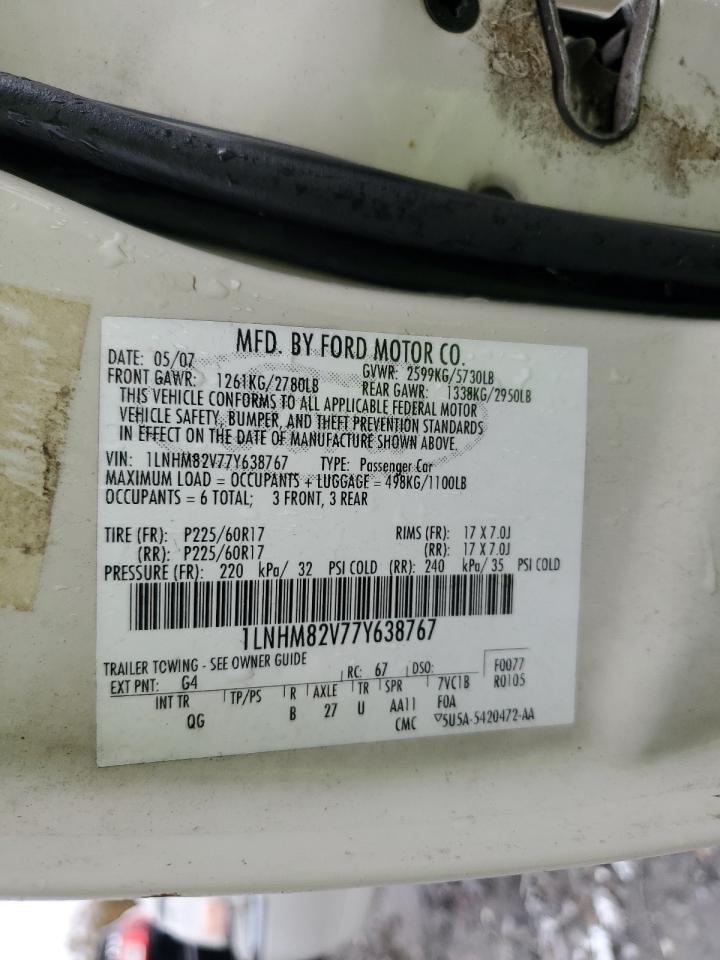 MFD. BY FORD MOTOR CO.
DATE: 05/07 GVWR: 2599KG/5730LB
FRONT GAWR: 1261KG/2780LB REAR GAWR: 1338KG/2950LB
THIS VEHICLE CONFORMS TO ALL APPLICABLE FEDERAL MOTOR
VEHICLE SAFETY, BUMPER, AND THEFT PREVENTION STANDARDS
IN EFFECT ON THE DATE OF MANUFACTURE SHOWN ABOVE.
VIN: 1LNHM82V77Y638767 TYPE: Passenger Car
MAXIMUM LOAD = OCCUPANTS + LUGGAGE = 498KG/1100LB
OCCUPANTS = 6 TOTAL; 3 FRONT, 3 REAR
TIRE (FR): P225/60R17 RIMS (FR): 17 X 7.0J
(RR): P225/60R17 (RR): 17 X 7.0J
PRESSURE (FR): 220 kPa/ 32 PSI COLD (RR): 240 kPa/ 35 PSI COLD
1LNHM82V77Y638767
TRAILER TOWING - SEE OWNER GUIDE RC: 67 DSO: F0077
EXT PNT: G4 R0105
INT TR TP/PS R AXLE TR SPR 7VC1B
QG B 27 U AA11 F0A
CMC ▽5U5A-5420472-AA